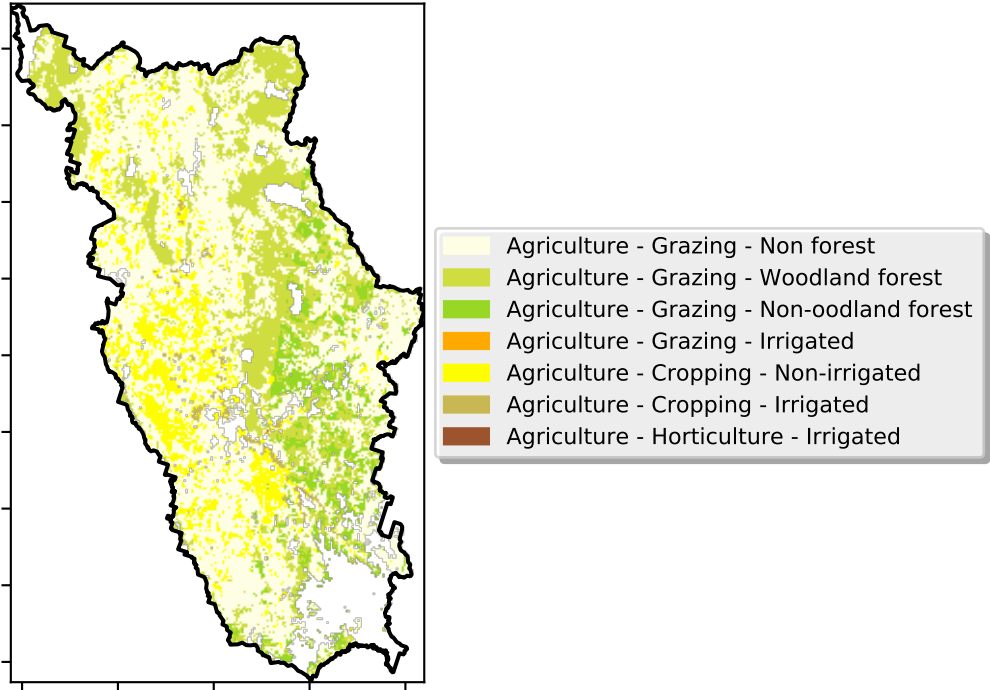 Agriculture - Grazing - Non forest
Agriculture - Grazing - Woodland forest
Agriculture - Grazing - Non-oodland forest
Agriculture - Grazing - Irrigated
Agriculture - Cropping - Non-irrigated
Agriculture - Cropping - Irrigated
Agriculture - Horticulture - Irrigated